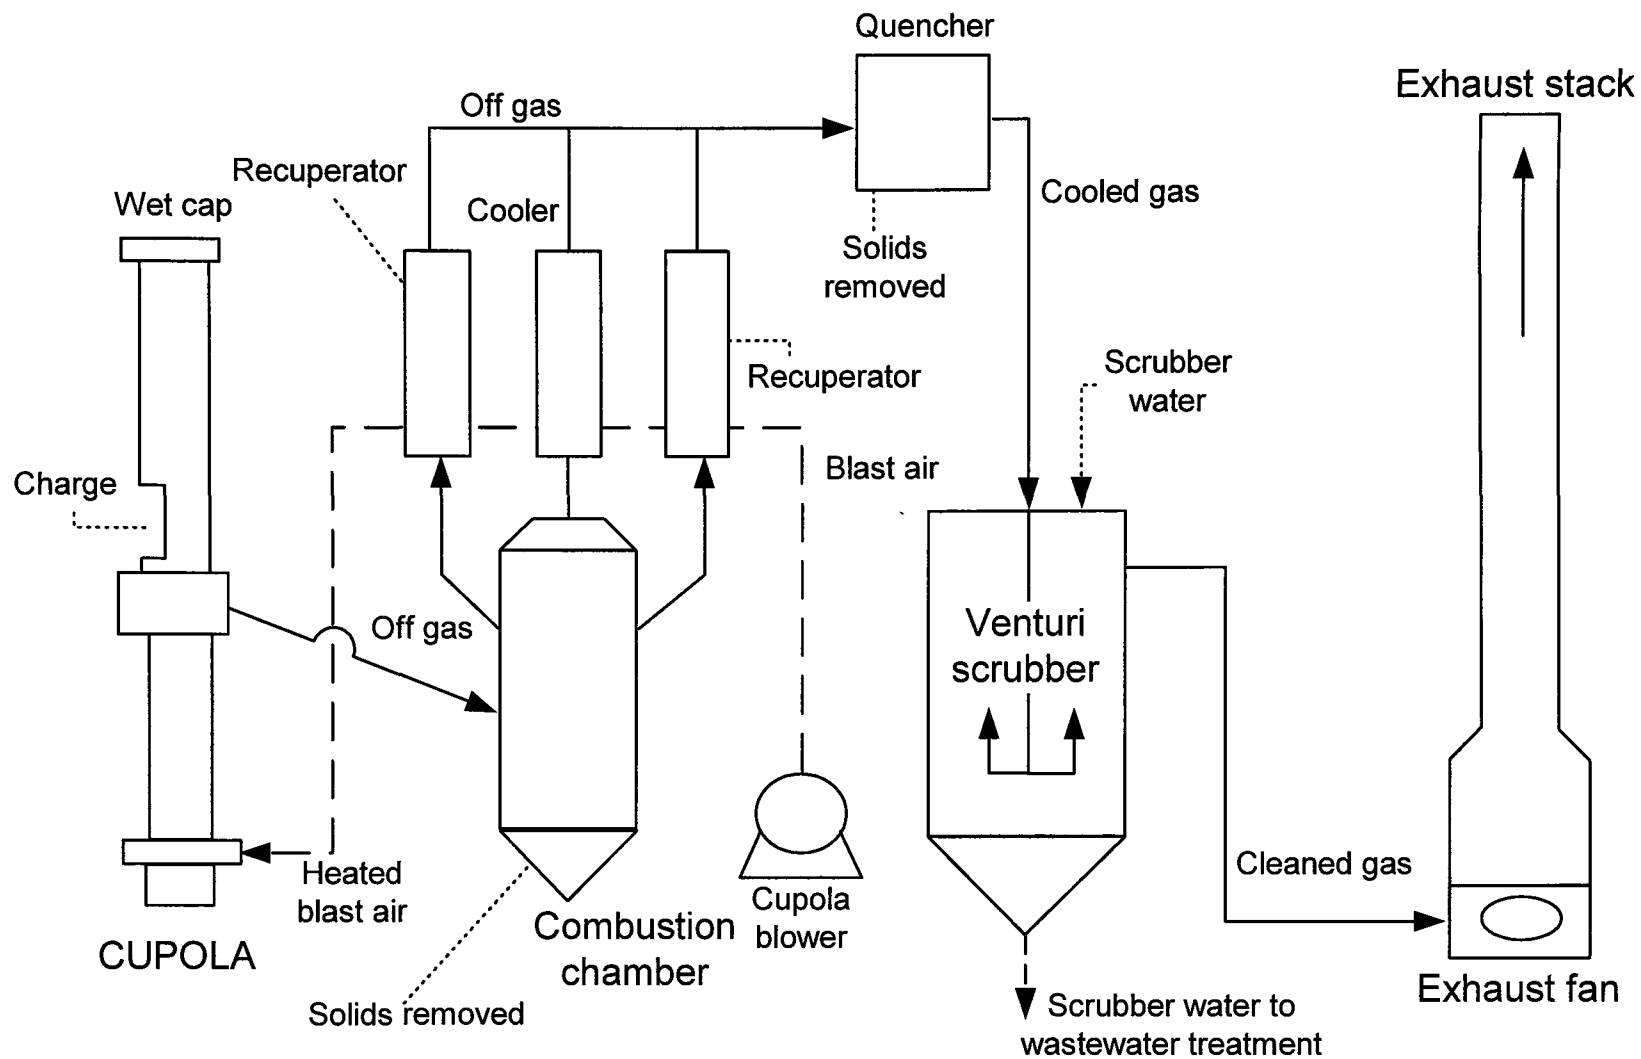 Quencher
Exhaust stack
Off gas
Recuperator
Wet cap
Cooler
Cooled gas
Solids
removed
Scrubber
water
Recuperator
Charge
Blast air
Off gas
Venturi
scrubber
Heated
blast air
Cleaned gas
Cupola
blower
CUPOLA
Combustion
chamber
Exhaust fan
Solids removed
Scrubber water to
wastewater treatment